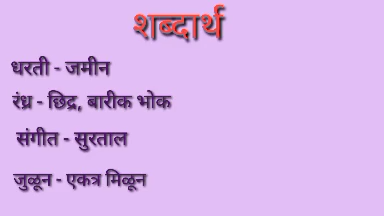 शब्दार्थ
धरती - जमीन
रंध्र - छिद्र, बारीक भोक
संगीत - सुरताल
जुळून - एकत्र मिळून